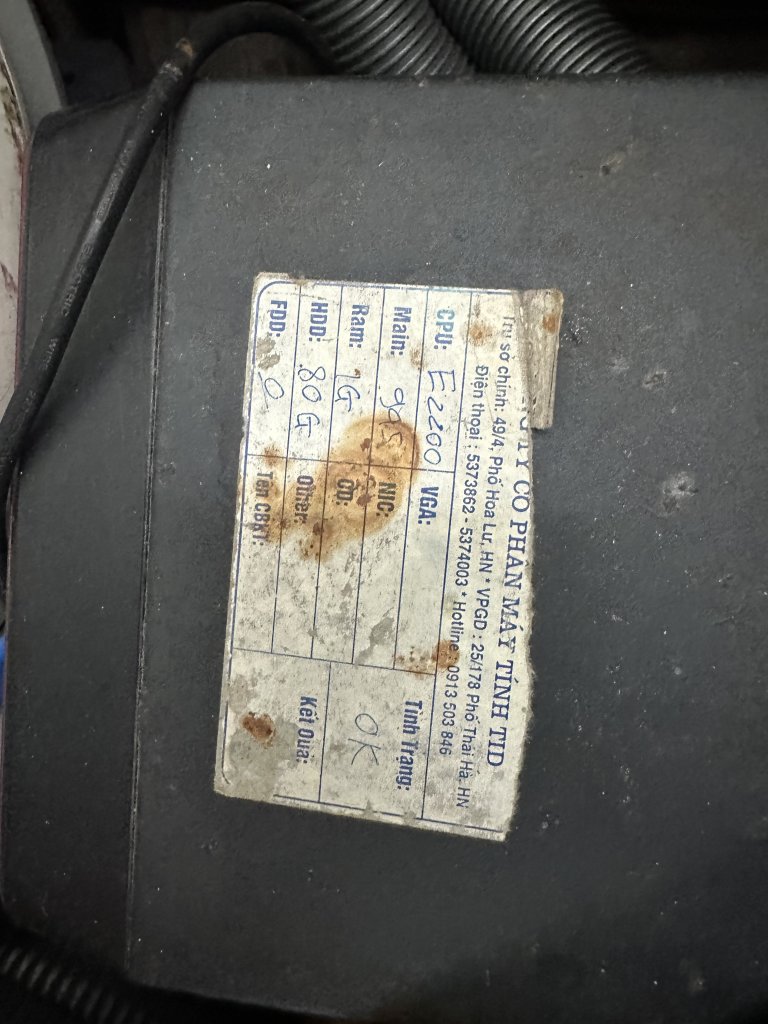 TY CỔ PHẦN MÁY TÍNH TID
Trụ sở chính: 49/4, Phố Hoa Lư, HN * VPGD : 25/178 Phố Thái Hà, HN
Điện thoại : 5373862 - 5374003 * Hotline : 0913 503 846
CPU: E2200 VGA: Tình Trạng:
Main: NIC: OK
Ram: 1G CD:
HDD: 80G Other: Kết Quả:
FDD: 0 Tên CBKT: